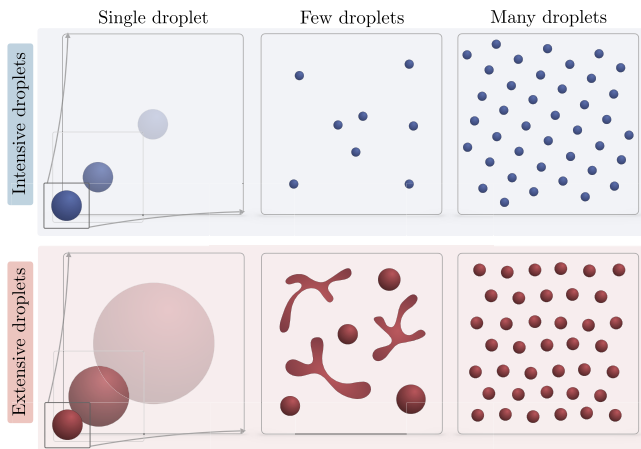 Single droplet
Few droplets
Many droplets
Intensive droplets
Extensive droplets